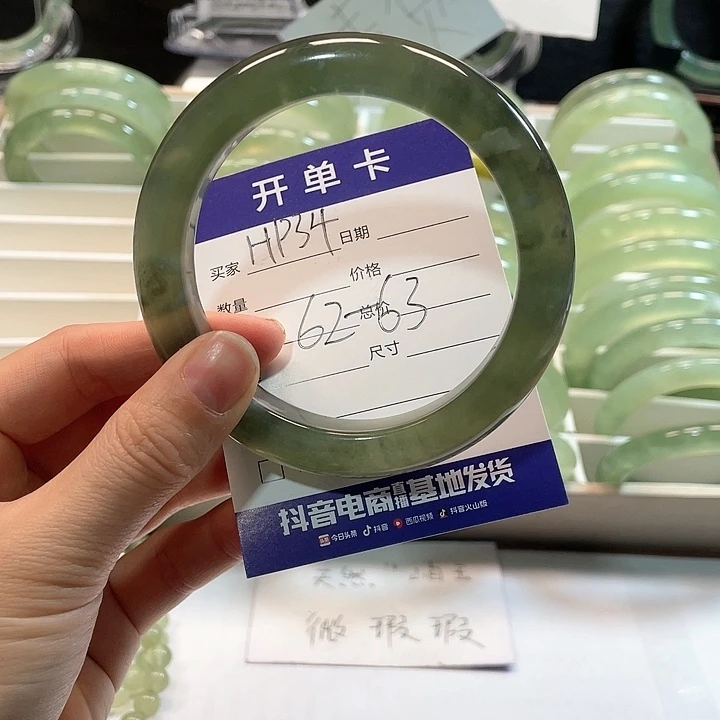 开单卡
买家 HP34 日期
数量 价格
62-63 总价
尺寸
抖音电商直播基地发货
今日头条 抖音 西瓜视频 抖音火山版
天然
微瑕瑕